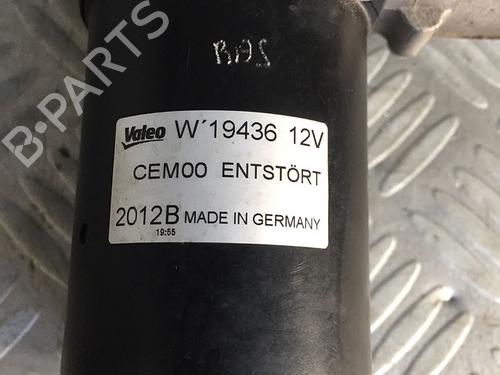 B-PARTS
Valeo W'19436 12V
CEM00 ENTSTÖRT
2012B MADE IN GERMANY
19:55